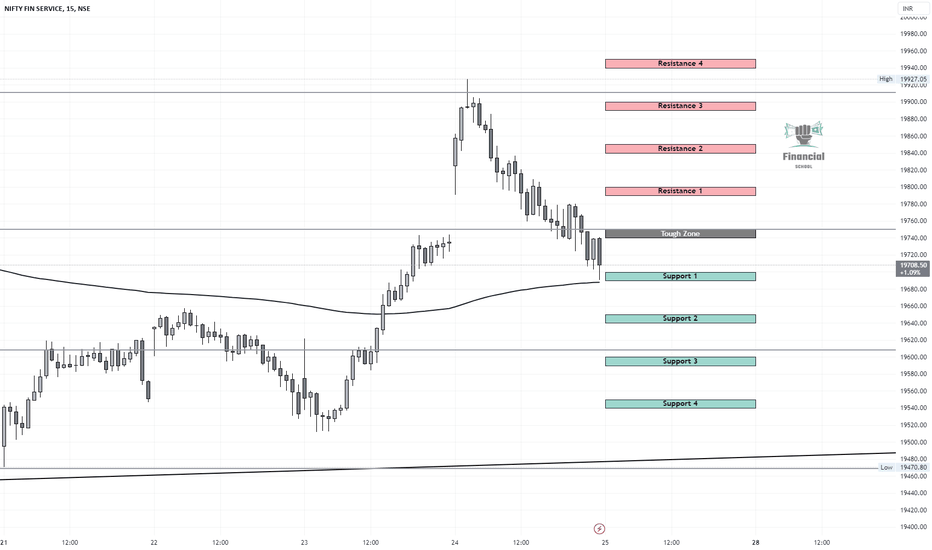 NIFTY FIN SERVICE, 15, NSE
INR
20000.00
19980.00
19960.00
Resistance 4
19940.00
High 19927.05
19920.00
Resistance 3
19900.00
19880.00
19860.00
Resistance 2
19840.00
Financial
SCHOOL
19820.00
Resistance 1
19800.00
19780.00
19760.00
Tough Zone
19740.00
19720.00
19708.50
+1.09%
Support 1
19680.00
19660.00
Support 2
19640.00
19620.00
19600.00
Support 3
19580.00
19560.00
Support 4
19540.00
19520.00
19500.00
19480.00
Low 19470.80
19460.00
19440.00
19420.00
19400.00
21 12:00 22 12:00 23 12:00 24 12:00 25 12:00 28 12:00